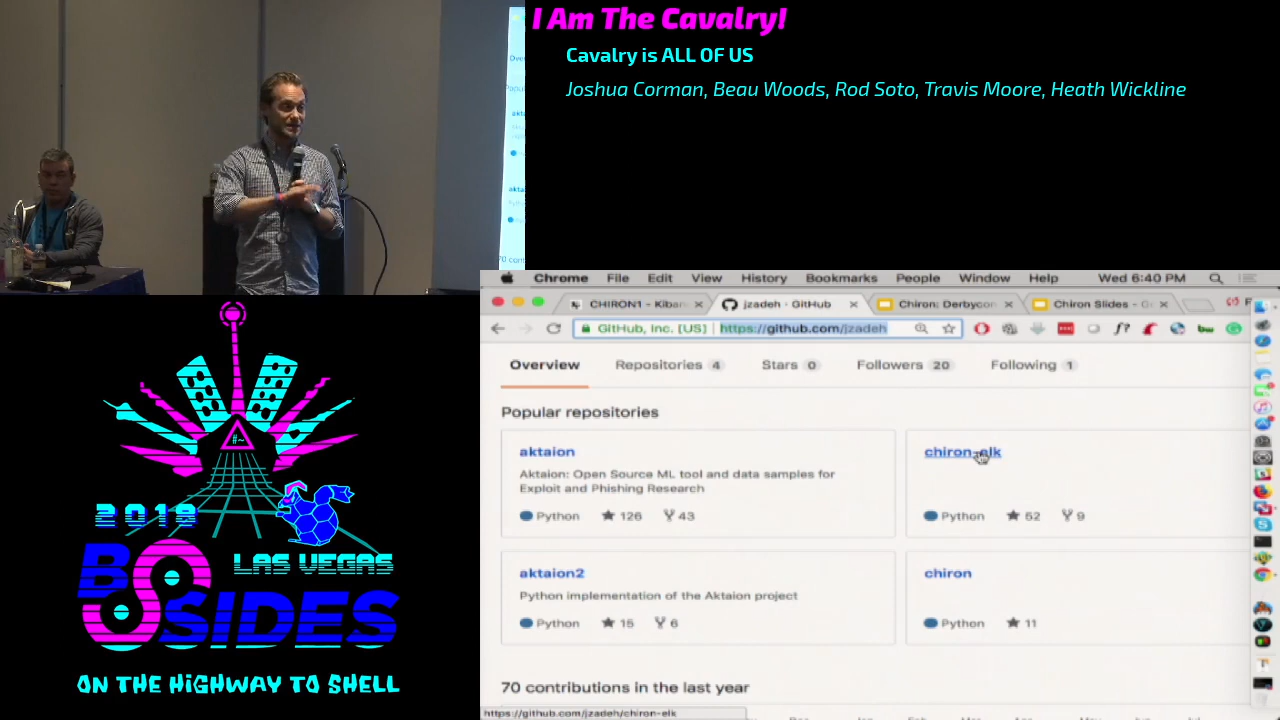 I Am The Cavalry!
Cavalry is ALL OF US
Joshua Corman, Beau Woods, Rod Soto, Travis Moore, Heath Wickline
Chrome File Edit View History Bookmarks People Window Help Wed 6:40 PM
CHIRON1 - Kiban
jzadeh · GitHub
Chiron: Derbycon
Chiron Slides - G
GitHub, Inc. [US] | https://github.com/jzadeh
Overview Repositories 4 Stars 0 Followers 20 Following 1
Popular repositories
aktaion
Aktaion: Open Source ML tool and data samples for
Exploit and Phishing Research
Python 126 43
chiron-elk
Python 52 9
aktaion2
Python implementation of the Aktaion project
Python 15 6
chiron
Python 11
70 contributions in the last year
https://github.com/jzadeh/chiron-elk
#~
2018
BSIDES
LAS VEGAS
ON THE HIGHWAY TO SHELL